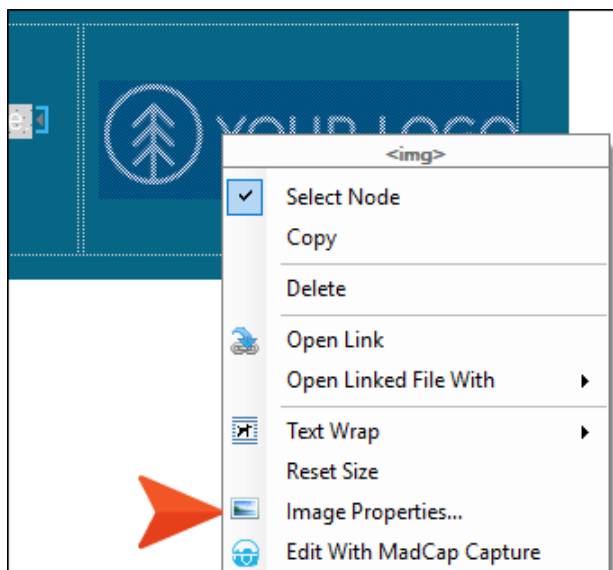 e
YOUR LOGO
<img>
Select Node
Copy
Delete
Open Link
Open Linked File With
Text Wrap
Reset Size
Image Properties...
Edit With MadCap Capture